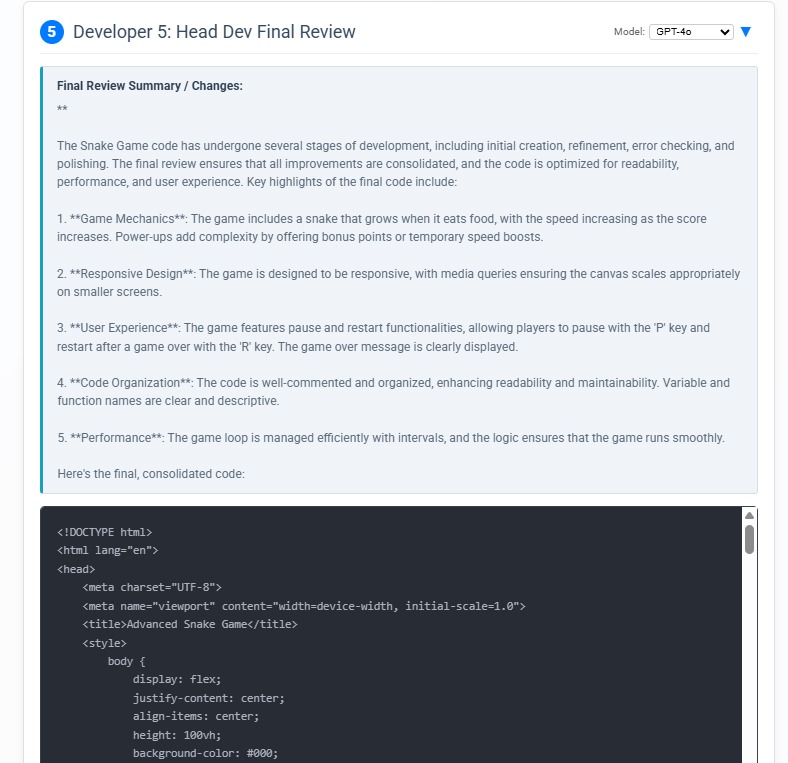 5 Developer 5: Head Dev Final Review Model: GPT-4o
Final Review Summary / Changes:
**
The Snake Game code has undergone several stages of development, including initial creation, refinement, error checking, and
polishing. The final review ensures that all improvements are consolidated, and the code is optimized for readability,
performance, and user experience. Key highlights of the final code include:
1. **Game Mechanics**: The game includes a snake that grows when it eats food, with the speed increasing as the score
increases. Power-ups add complexity by offering bonus points or temporary speed boosts.
2. **Responsive Design**: The game is designed to be responsive, with media queries ensuring the canvas scales appropriately
on smaller screens.
3. **User Experience**: The game features pause and restart functionalities, allowing players to pause with the 'P' key and
restart after a game over with the 'R' key. The game over message is clearly displayed.
4. **Code Organization**: The code is well-commented and organized, enhancing readability and maintainability. Variable and
function names are clear and descriptive.
5. **Performance**: The game loop is managed efficiently with intervals, and the logic ensures that the game runs smoothly.
Here's the final, consolidated code:
<!DOCTYPE html>
<html lang="en">
<head>
    <meta charset="UTF-8">
    <meta name="viewport" content="width=device-width, initial-scale=1.0">
    <title>Advanced Snake Game</title>
    <style>
        body {
            display: flex;
            justify-content: center;
            align-items: center;
            height: 100vh;
            background-color: #000;